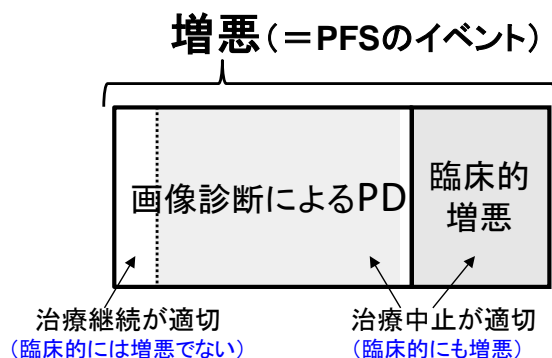 増悪(＝PFSのイベント)
画像診断によるPD
臨床的
増悪
治療継続が適切
(臨床的には増悪でない)
治療中止が適切
(臨床的にも増悪)